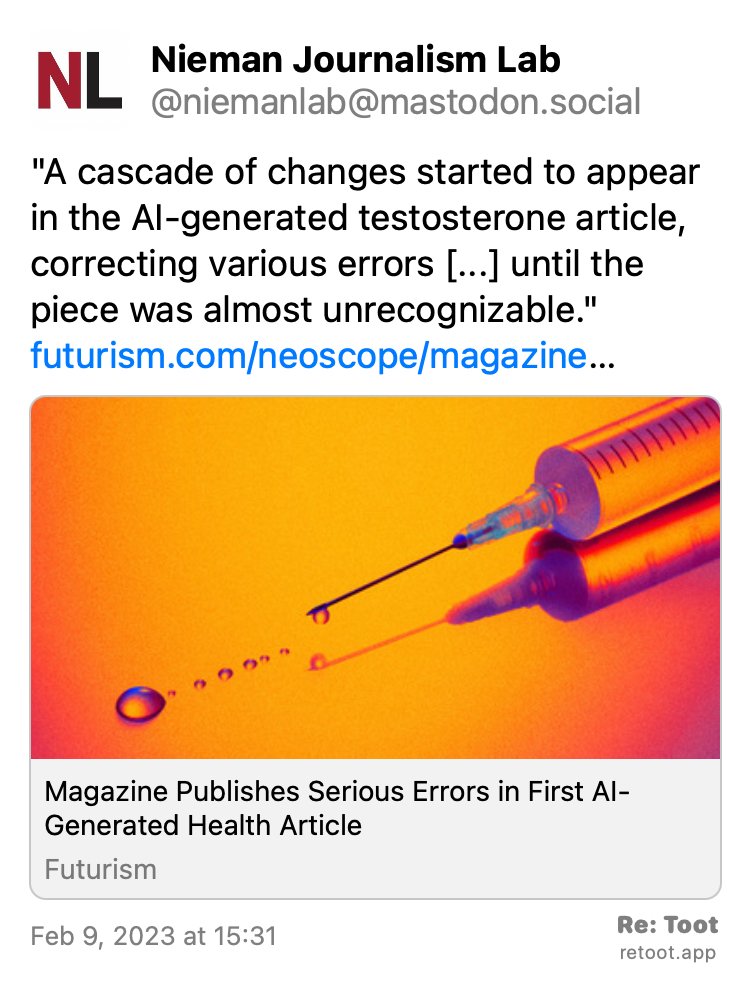 NL
Nieman Journalism Lab
@niemanlab@mastodon.social
"A cascade of changes started to appear
in the AI-generated testosterone article,
correcting various errors [...] until the
piece was almost unrecognizable."
futurism.com/neoscope/magazine...
Magazine Publishes Serious Errors in First AI-
Generated Health Article
Futurism
Feb 9, 2023 at 15:31
Re: Toot
retoot.app